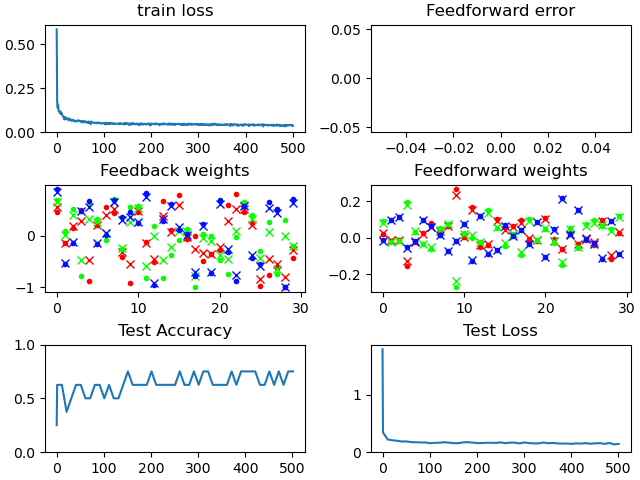 train loss
Feedforward error
0.50
0.25
0.00
0 100 200 300 400 500
0.05
0.00
−0.05
−0.04 −0.02 0.00 0.02 0.04
Feedback weights
Feedforward weights
0
−1
0 10 20 30
0.2
0.0
−0.2
0 10 20 30
Test Accuracy
Test Loss
1.0
0.5
0.0
0 100 200 300 400 500
1
0
0 100 200 300 400 500